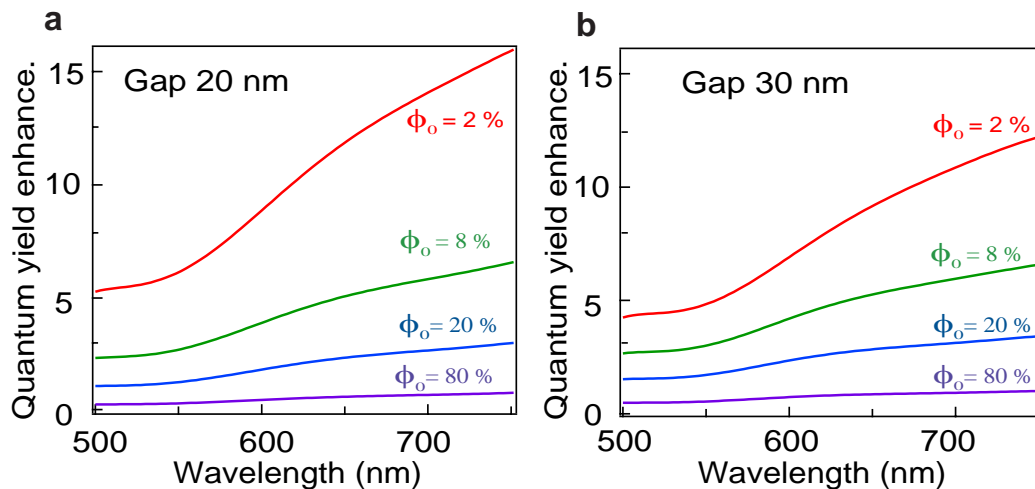 a
Quantum yield enhance.
15
10
5
0
Gap 20 nm
ϕo = 2 %
ϕo = 8 %
ϕo= 20 %
ϕo= 80 %
500
600
700
Wavelength (nm)
b
Quantum yield enhance.
15
10
5
0
Gap 30 nm
ϕo = 2 %
ϕo = 8 %
ϕo= 20 %
ϕo= 80 %
500
600
700
Wavelength (nm)